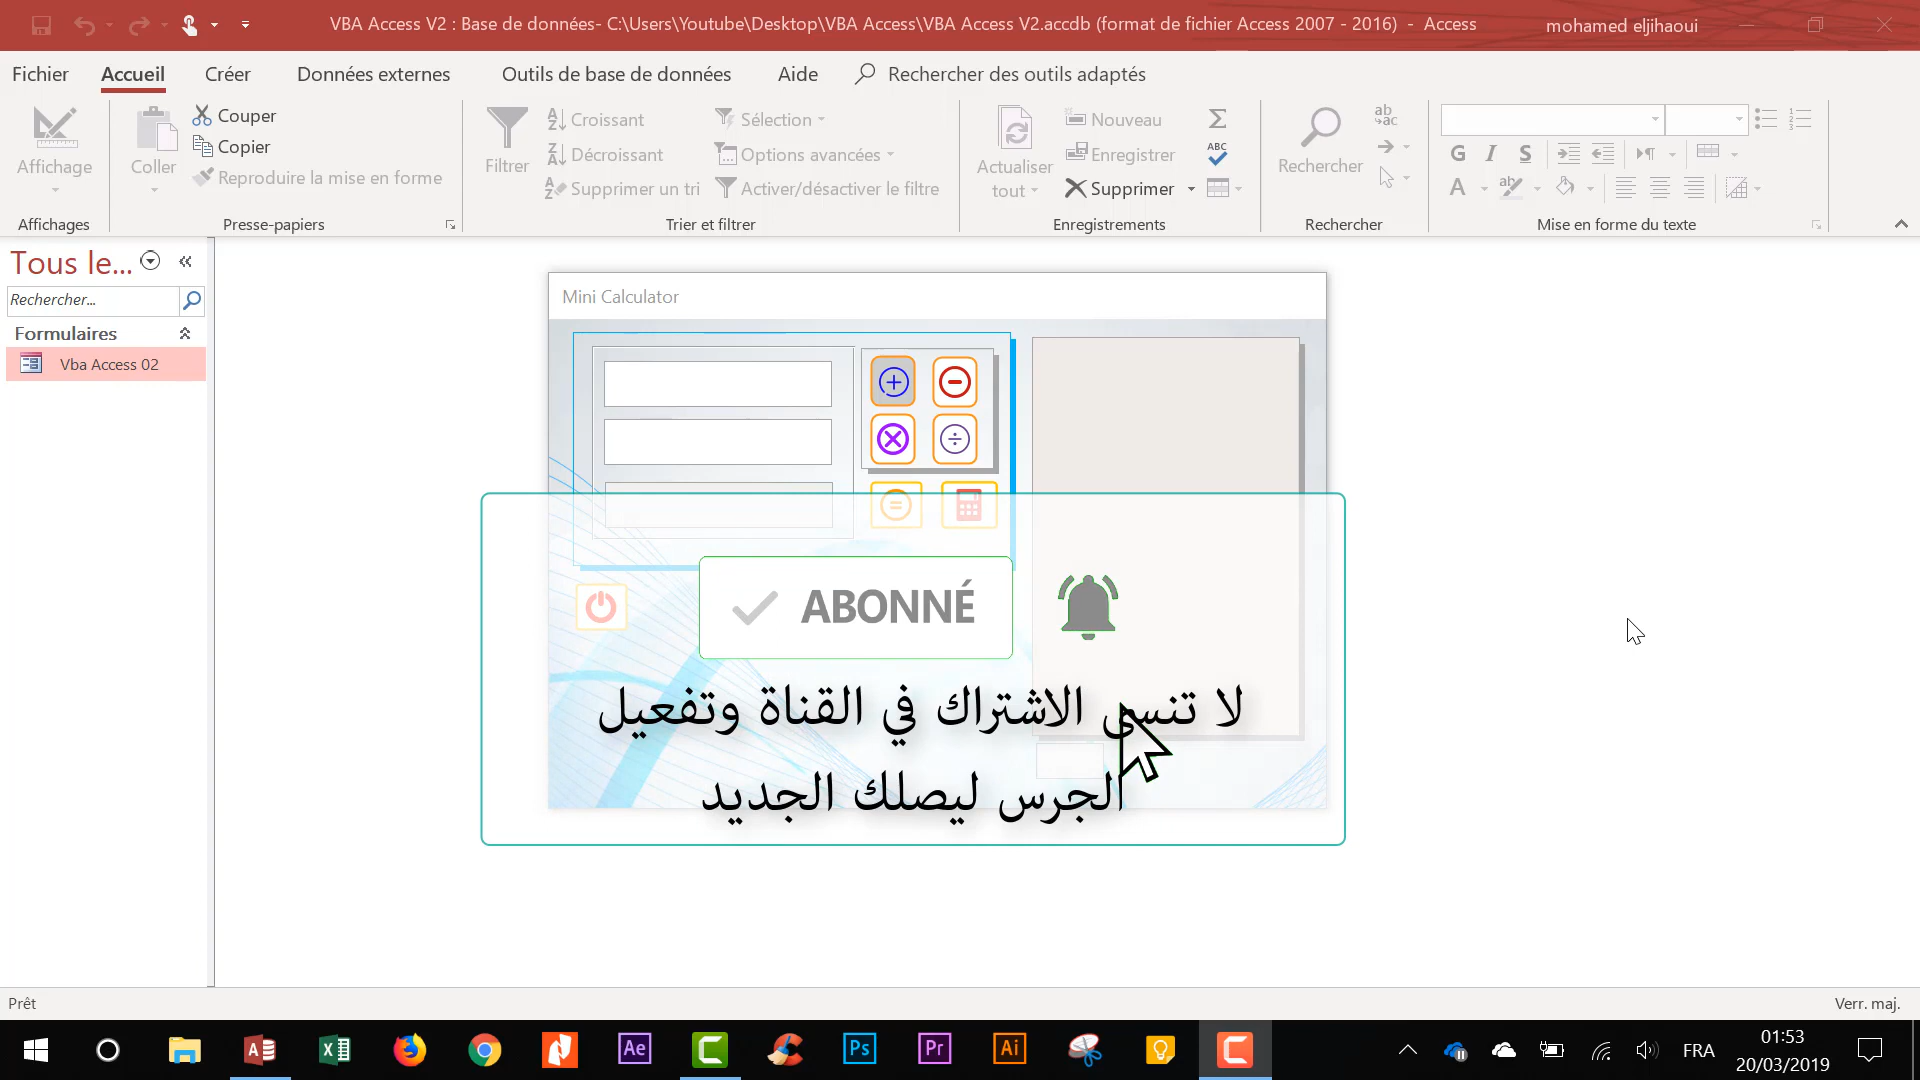 VBA Access V2 : Base de données- C:\Users\Youtube\Desktop\VBA Access\VBA Access V2.accdb (format de fichier Access 2007 - 2016) - Access
mohamed eljihaoui
Fichier Accueil Créer Données externes Outils de base de données Aide Rechercher des outils adaptés
Affichage
Affichages
Coller
Couper
Copier
Reproduire la mise en forme
Presse-papiers
Filtrer
Croissant
Décroissant
Supprimer un tri
Sélection
Options avancées
Activer/désactiver le filtre
Trier et filtrer
Actualiser
tout
Nouveau
Enregistrer
Supprimer
Enregistrements
Rechercher
Rechercher
G I S
A
Mise en forme du texte
Tous le...
Rechercher...
Formulaires
Vba Access 02
Mini Calculator
ABONNÉ
لا تنسى الاشتراك في القناة وتفعيل
الجرس ليصلك الجديد
Prêt
Verr. maj.
Ae
Ps
Pr
Ai
FRA
01:53
20/03/2019